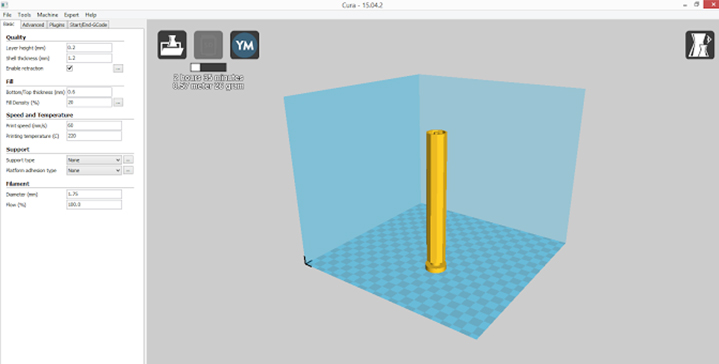 Cura - 15.04.2
File Tools Machine Expert Help
Basic Advanced Plugins Start/End-GCode
Quality
Layer height (mm) 0.2
Shell thickness (mm) 1.2
Enable retraction ...
Fill
Bottom/Top thickness (mm)
Fill Density (%) 20 ...
Speed and Temperature
Print speed (mm/s) 60
Printing temperature (C) 220
Support
Support type None ...
Platform adhesion type None ...
Filament
Diameter (mm) 1.75
Flow (%) 100.0
YM
2 hours 35 minutes
0.57 meter 20 gram